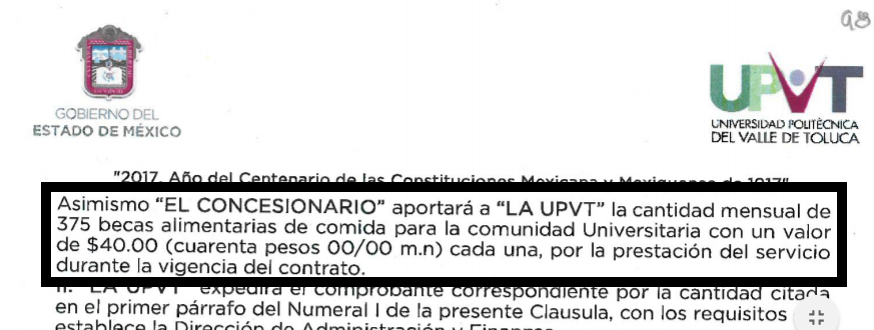 98
GOBIERNO DEL
ESTADO DE MÉXICO
UPVT
UNIVERSIDAD POLITÉCNICA
DEL VALLE DE TOLUCA
"2017. Año del Centenario de las Constituciones Mexicana y Mexiquense de 1917"
Asimismo "EL CONCESIONARIO" aportará a "LA UPVT" la cantidad mensual de
375 becas alimentarias de comida para la comunidad Universitaria con un valor
de $40.00 (cuarenta pesos 00/00 m.n) cada una, por la prestación del servicio
durante la vigencia del contrato.
II. "LA UPVT" expedirá el comprobante correspondiente por la cantidad citada
en el primer párrafo del Numeral I de la presente Clausula, con los requisitos
establece la Dirección de Administración y Finanzas